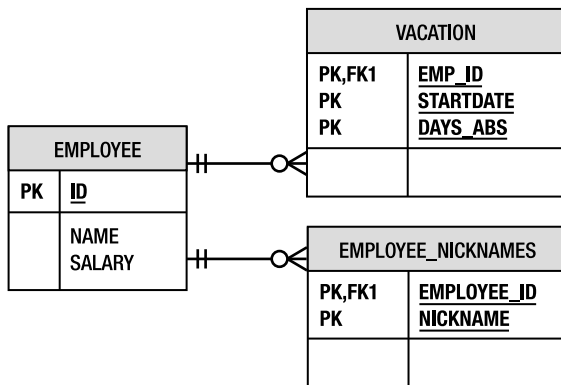 VACATION
PK,FK1 EMP_ID
PK STARTDATE
PK DAYS_ABS
EMPLOYEE
PK ID
NAME
SALARY
EMPLOYEE_NICKNAMES
PK,FK1 EMPLOYEE_ID
PK NICKNAME